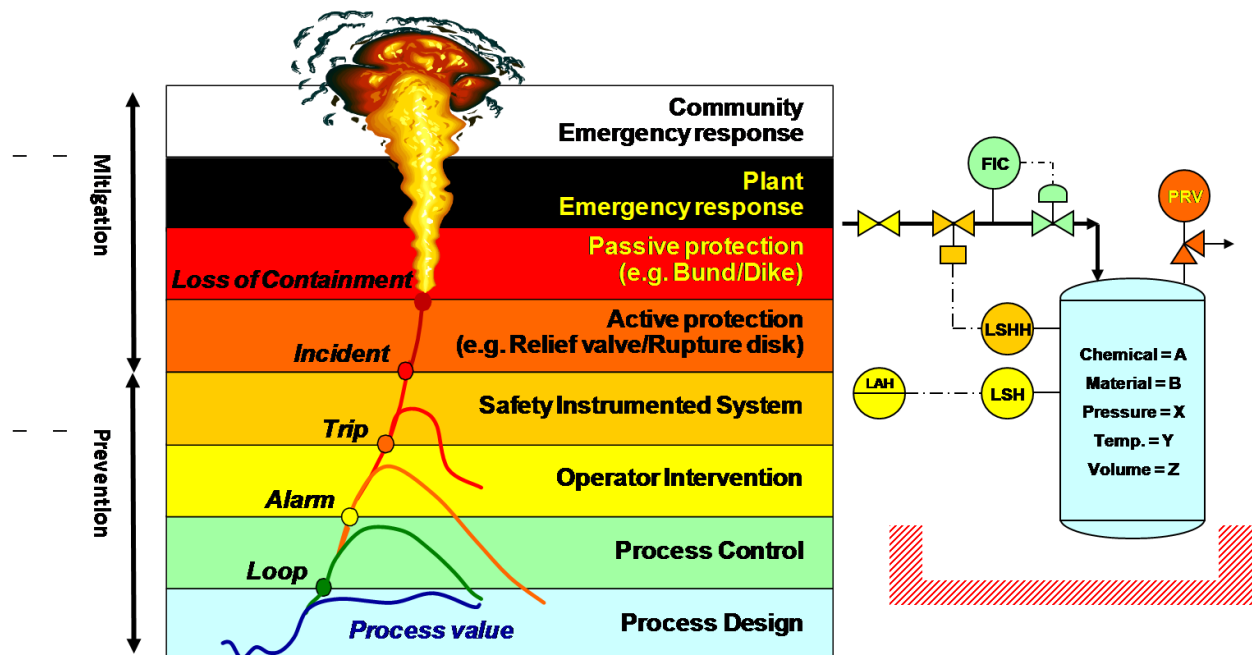 Mitigation
Prevention
Community
Emergency response
Plant
Emergency response
Passive protection
(e.g. Bund/Dike)
Loss of Containment
Active protection
(e.g. Relief valve/Rupture disk)
Incident
Safety Instrumented System
Trip
Operator Intervention
Alarm
Process Control
Loop
Process value
Process Design
FIC
PRV
LSHH
LAH
LSH
Chemical = A
Material = B
Pressure = X
Temp. = Y
Volume = Z